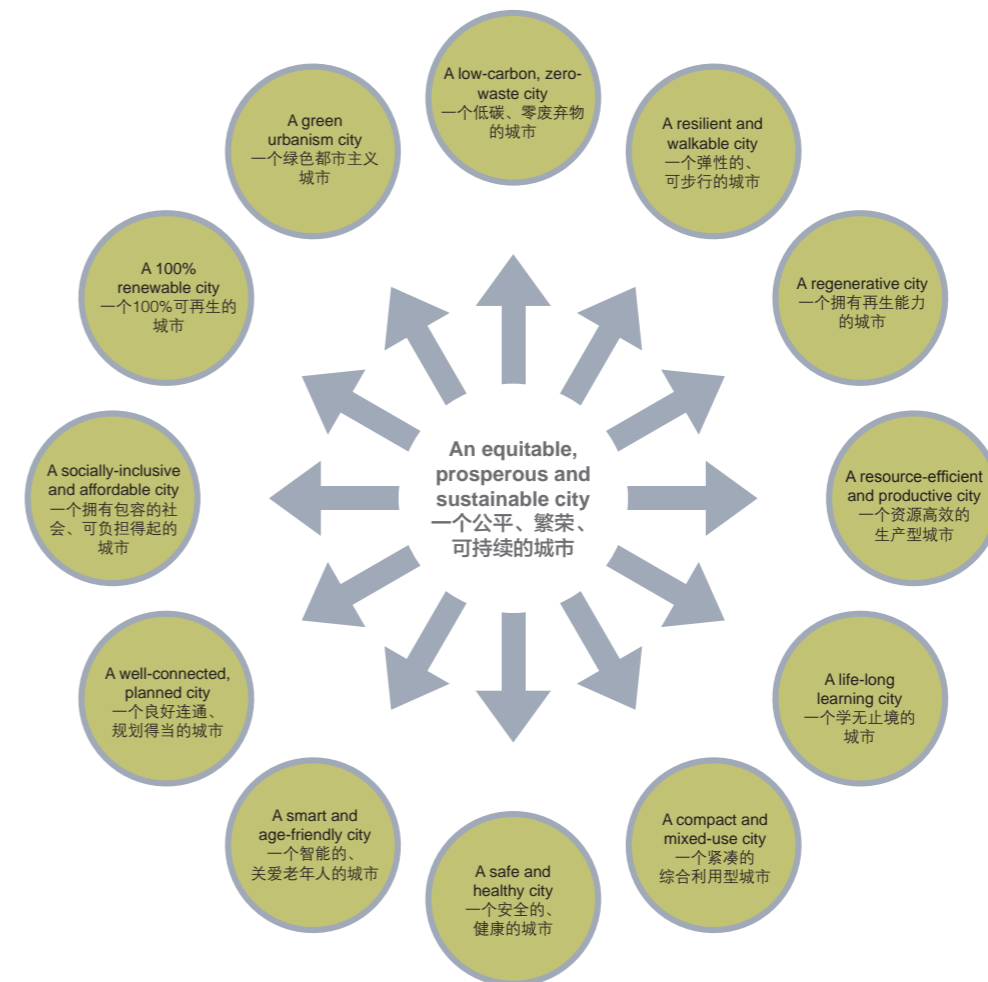 A low-carbon, zero-
waste city
一个低碳、零废弃物
的城市
A resilient and
walkable city
一个弹性的、
可步行的城市
A regenerative city
一个拥有再生能力
的城市
A resource-efficient
and productive city
一个资源高效的
生产型城市
A life-long
learning city
一个学无止境的
城市
A compact and
mixed-use city
一个紧凑的
综合利用型城市
A safe and
healthy city
一个安全的、
健康的城市
A smart and
age-friendly city
一个智能的、
关爱老年人的城市
A well-connected,
planned city
一个良好连通、
规划得当的城市
A socially-inclusive
and affordable city
一个拥有包容的社
会、可负担得起的
城市
A 100%
renewable city
一个100%可再生的
城市
A green
urbanism city
一个绿色都市主义
城市
An equitable,
prosperous and
sustainable city
一个公平、繁荣、
可持续的城市